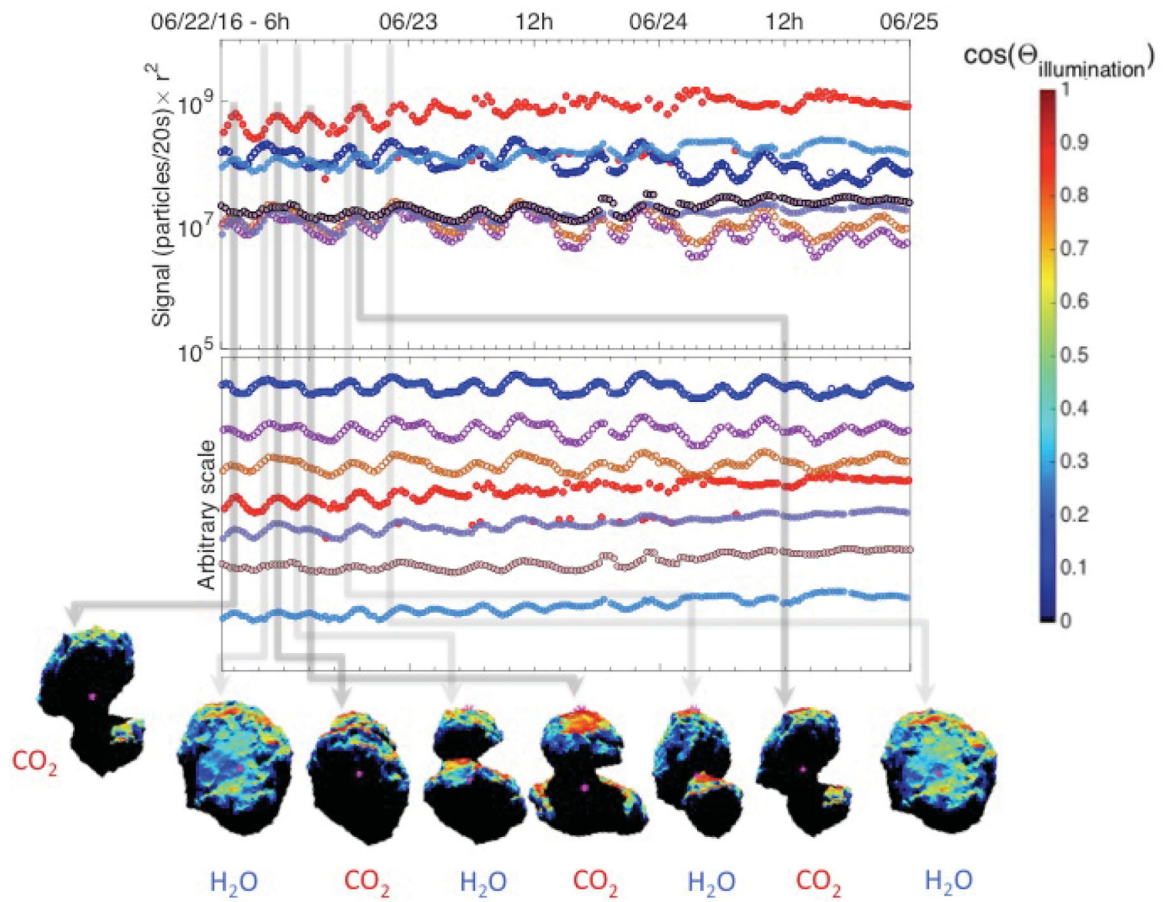 06/22/16 - 6h 06/23 12h 06/24 12h 06/25
cos(Θillumination)
Signal (particles/20s) × r²
10⁹
10⁷
10⁵
1
0.9
0.8
0.7
0.6
0.5
0.4
0.3
0.2
0.1
0
Arbitrary scale
CO₂
H₂O CO₂ H₂O CO₂ H₂O CO₂ H₂O